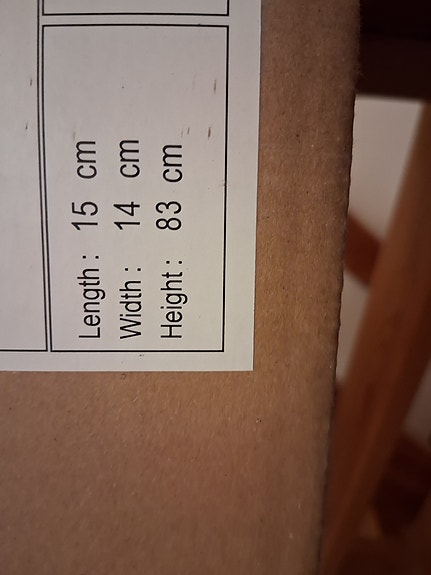 Length : 15 cm
Width : 14 cm
Height : 83 cm